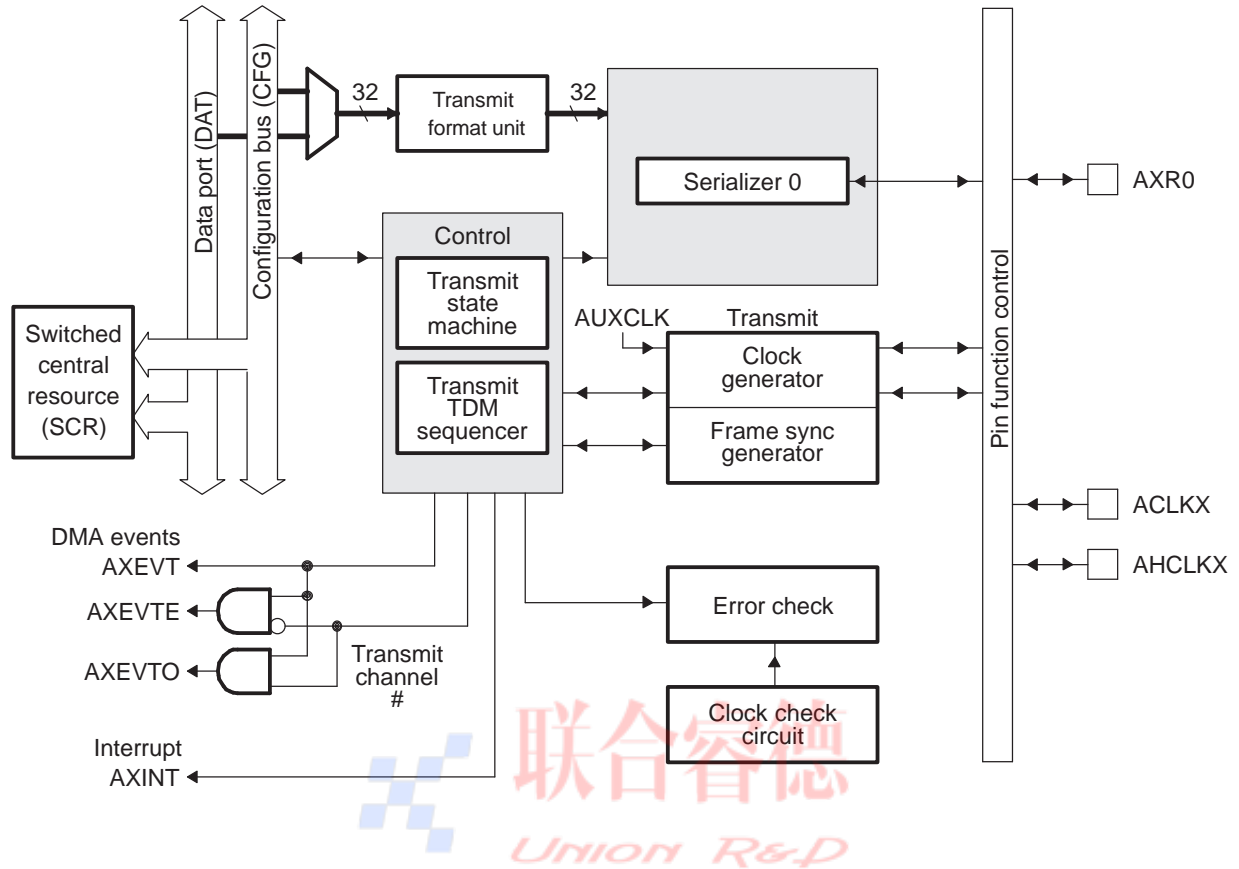 Data port (DAT)
Configuration bus (CFG)
32
Transmit
format unit
32
Serializer 0
AXR0
Control
Transmit
state
machine
Transmit
TDM
sequencer
AUXCLK
Transmit
Clock
generator
Frame sync
generator
Pin function control
Switched
central
resource
(SCR)
ACLKX
AHCLKX
DMA events
AXEVT
AXEVTE
AXEVTO
Transmit
channel
#
Error check
Clock check
circuit
Interrupt
AXINT
联合睿德
UNION R&D